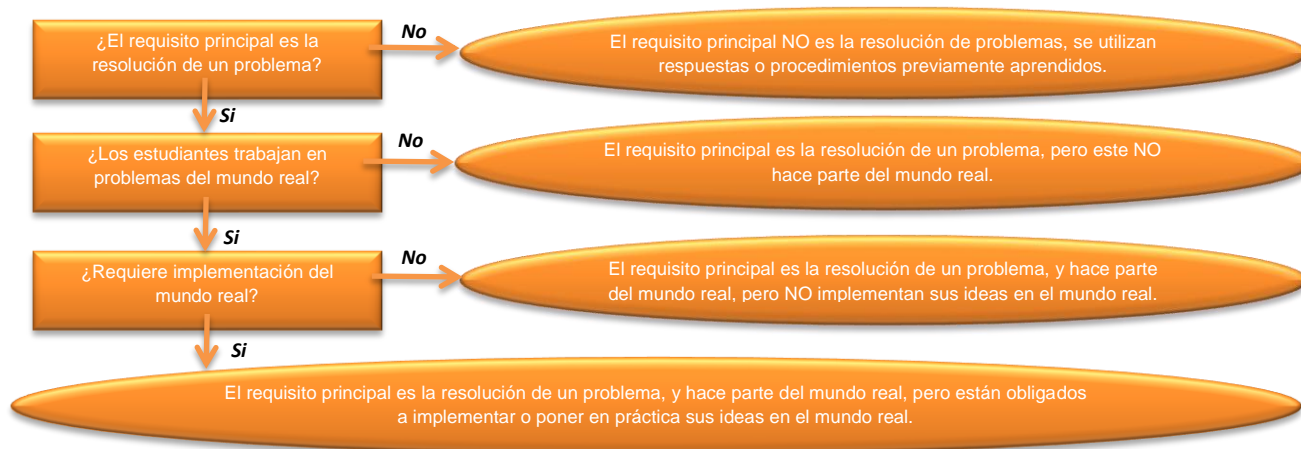 ¿El requisito principal es la
resolución de un problema?
No
El requisito principal NO es la resolución de problemas, se utilizan
respuestas o procedimientos previamente aprendidos.
Si
¿Los estudiantes trabajan en
problemas del mundo real?
No
El requisito principal es la resolución de un problema, pero este NO
hace parte del mundo real.
Si
¿Requiere implementación del
mundo real?
No
El requisito principal es la resolución de un problema, y hace parte
del mundo real, pero NO implementan sus ideas en el mundo real.
Si
El requisito principal es la resolución de un problema, y hace parte del mundo real, pero están obligados
a implementar o poner en práctica sus ideas en el mundo real.